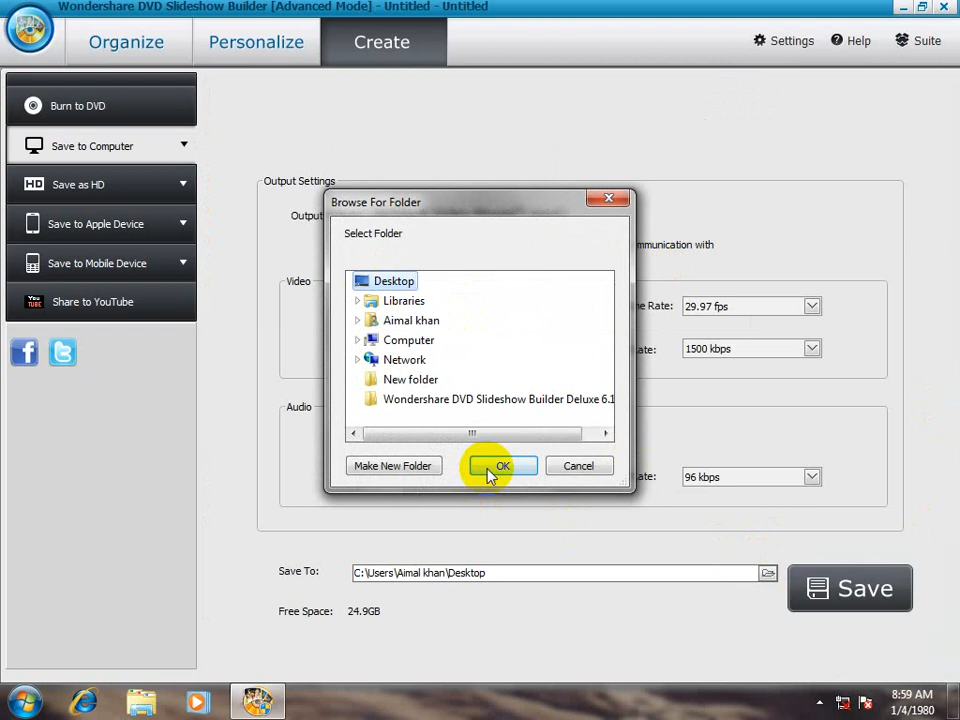 Wondershare DVD Slideshow Builder [Advanced Mode] - Untitled - Untitled
Organize
Personalize
Create
Settings
Help
Suite
Burn to DVD
Save to Computer
HD Save as HD
Save to Apple Device
Save to Mobile Device
You TUBE Share to YouTube
Output Settings
Outpu
mmunication with
Video
e Rate: 29.97 fps
ate: 1500 kbps
Audio
ate: 96 kbps
Browse For Folder
Select Folder
Desktop
Libraries
Aimal khan
Computer
Network
New folder
Wondershare DVD Slideshow Builder Deluxe 6.1
Make New Folder
OK
Cancel
Save To: C:\Users\Aimal khan\Desktop
Save
Free Space: 24.9GB
8:59 AM
1/4/1980